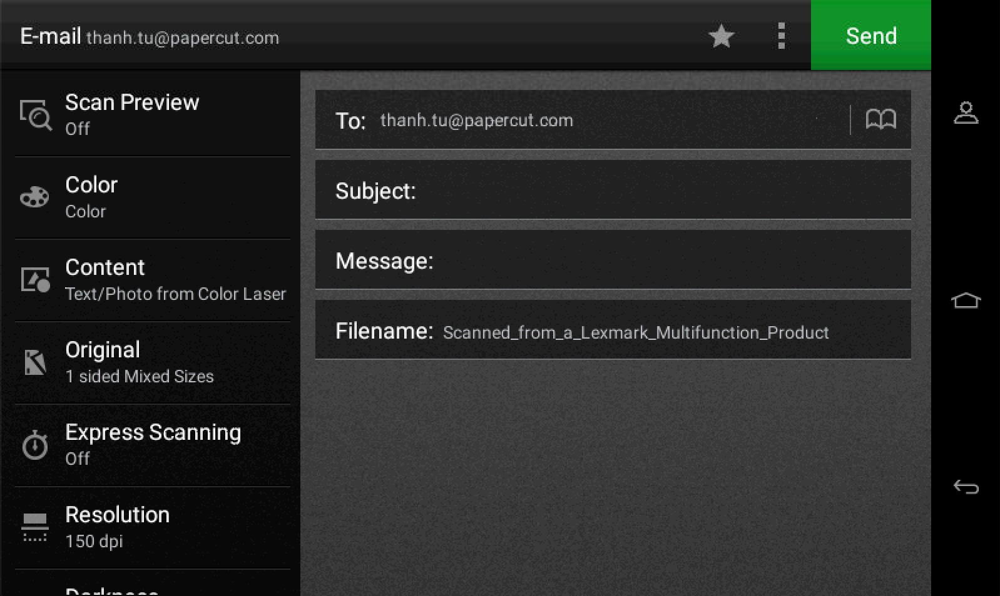 E-mail thanh.tu@papercut.com
Send
Scan Preview
Off
Color
Color
Content
Text/Photo from Color Laser
Original
1 sided Mixed Sizes
Express Scanning
Off
Resolution
150 dpi
Darkness
To: thanh.tu@papercut.com
Subject:
Message:
Filename: Scanned_from_a_Lexmark_Multifunction_Product